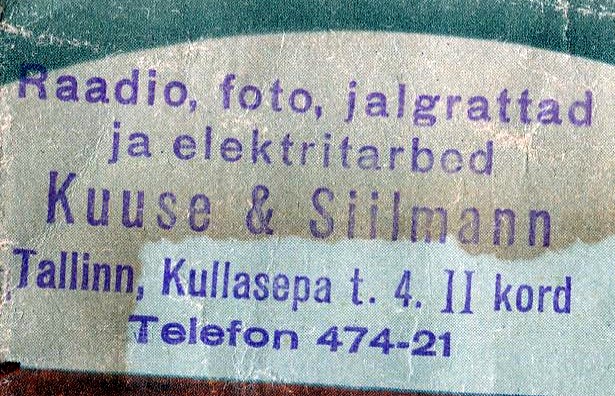 Raadio, foto, jalgrattad
ja elektritarbed
Kuuse & Siilmann
Tallinn, Kullasepa t. 4. II kord
Telefon 474-21